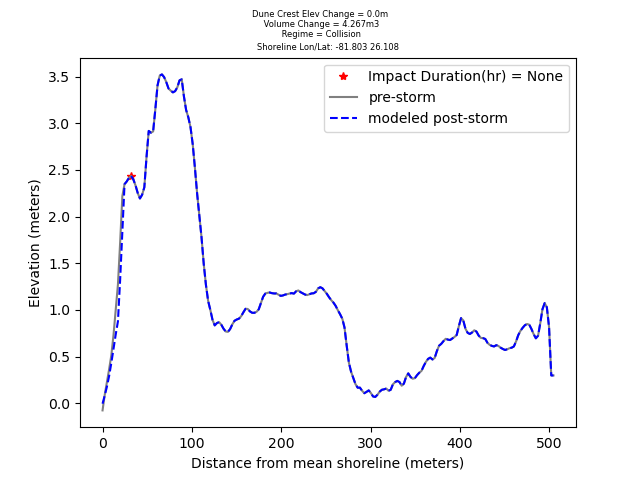 Dune Crest Elev Change = 0.0m
Volume Change = 4.267m3
Regime = Collision
Shoreline Lon/Lat: -81.803 26.108
Impact Duration(hr) = None
pre-storm
modeled post-storm
3.5
3.0
2.5
2.0
1.5
1.0
0.5
0.0
Elevation (meters)
0 100 200 300 400 500
Distance from mean shoreline (meters)